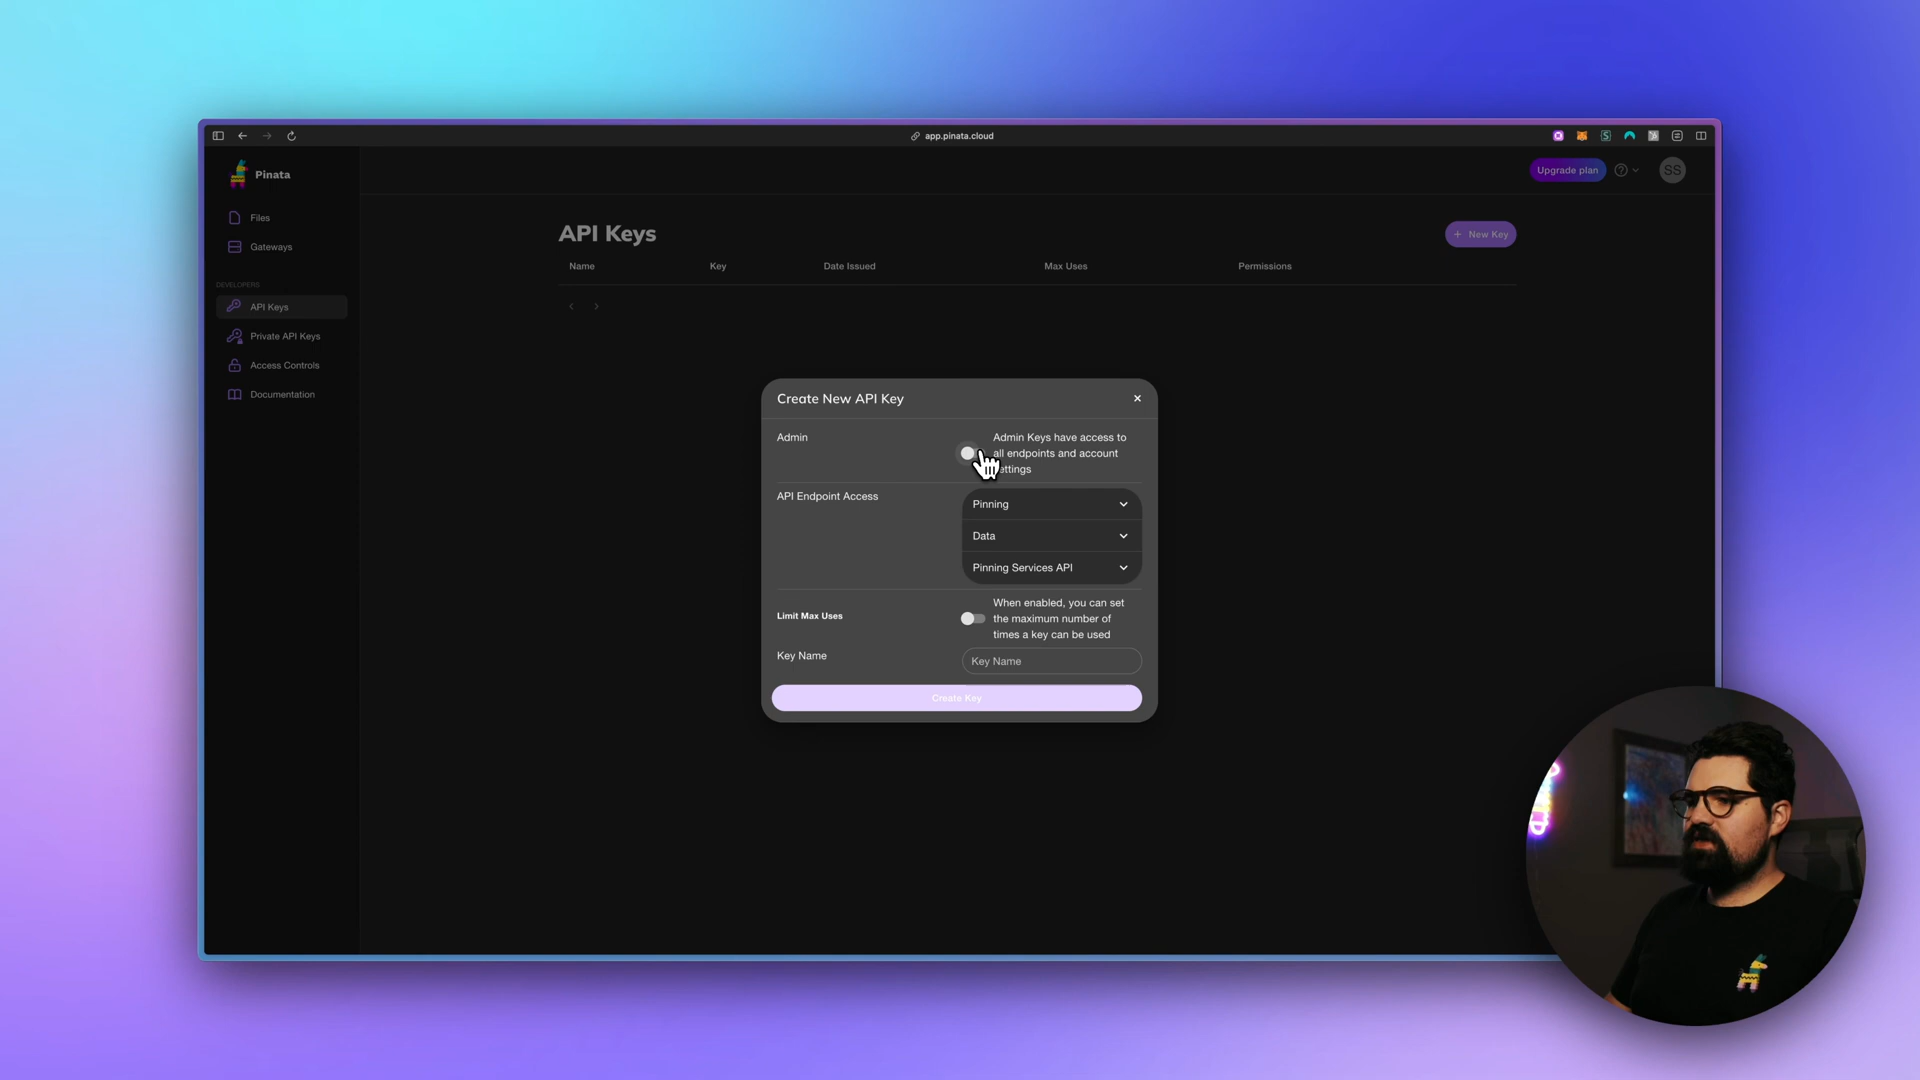 app.pinata.cloud
Pinata
Upgrade plan
SS
Files
Gateways
DEVELOPERS
API Keys
Private API Keys
Access Controls
Documentation
API Keys
+ New Key
Name Key Date Issued Max Uses Permissions
Create New API Key
Admin
Admin Keys have access to
all endpoints and account
ettings
API Endpoint Access
Pinning
Data
Pinning Services API
Limit Max Uses
When enabled, you can set
the maximum number of
times a key can be used
Key Name
Key Name
Create Key